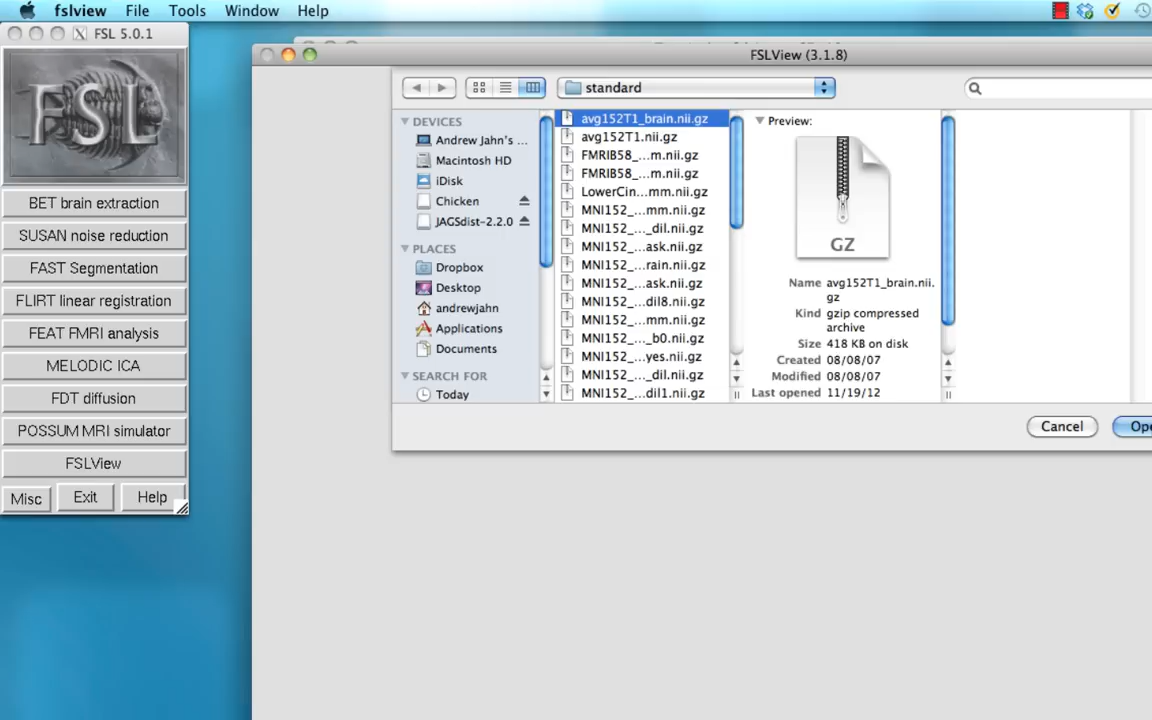 fslview File Tools Window Help
X FSL 5.0.1
FSL
BET brain extraction
SUSAN noise reduction
FAST Segmentation
FLIRT linear registration
FEAT FMRI analysis
MELODIC ICA
FDT diffusion
POSSUM MRI simulator
FSLView
Misc Exit Help
FSLView (3.1.8)
standard
DEVICES
Andrew Jahn's ...
Macintosh HD
iDisk
Chicken
JAGSdist-2.2.0
PLACES
Dropbox
Desktop
andrewjahn
Applications
Documents
SEARCH FOR
Today
avg152T1_brain.nii.gz
avg152T1.nii.gz
FMRIB58_...m.nii.gz
FMRIB58_...m.nii.gz
LowerCin...mm.nii.gz
MNI152_...mm.nii.gz
MNI152_..._dil.nii.gz
MNI152_...ask.nii.gz
MNI152_...rain.nii.gz
MNI152_...ask.nii.gz
MNI152_...dil8.nii.gz
MNI152_...mm.nii.gz
MNI152_..._b0.nii.gz
MNI152_...yes.nii.gz
MNI152_..._dil.nii.gz
MNI152_...dil1.nii.gz
Preview:
GZ
Name avg152T1_brain.nii.
gz
Kind gzip compressed
archive
Size 418 KB on disk
Created 08/08/07
Modified 08/08/07
Last opened 11/19/12
Cancel Ope